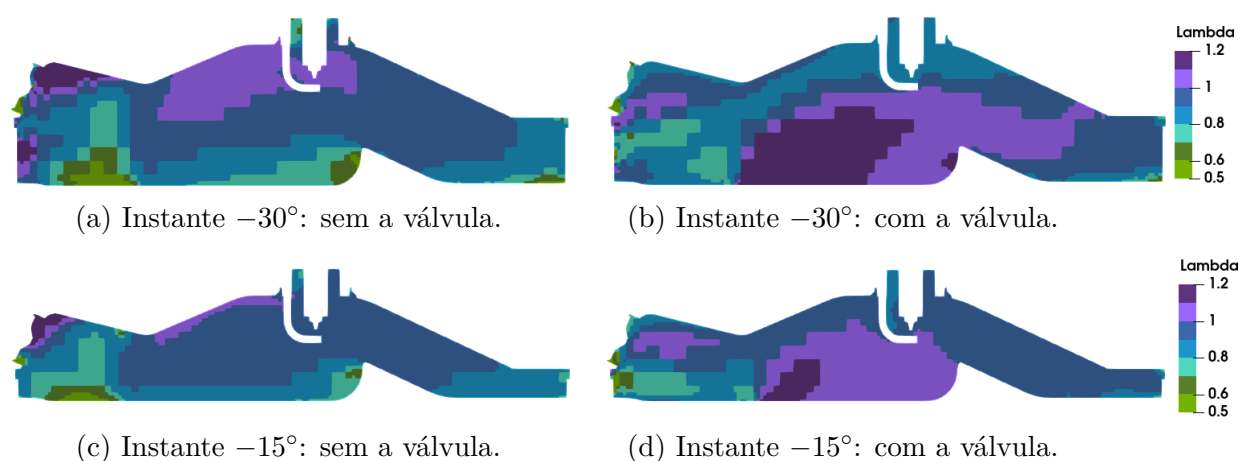 Lambda
1.2
1
0.8
0.6
0.5
(a) Instante −30°: sem a válvula.
(b) Instante −30°: com a válvula.
Lambda
1.2
1
0.8
0.6
0.5
(c) Instante −15°: sem a válvula.
(d) Instante −15°: com a válvula.